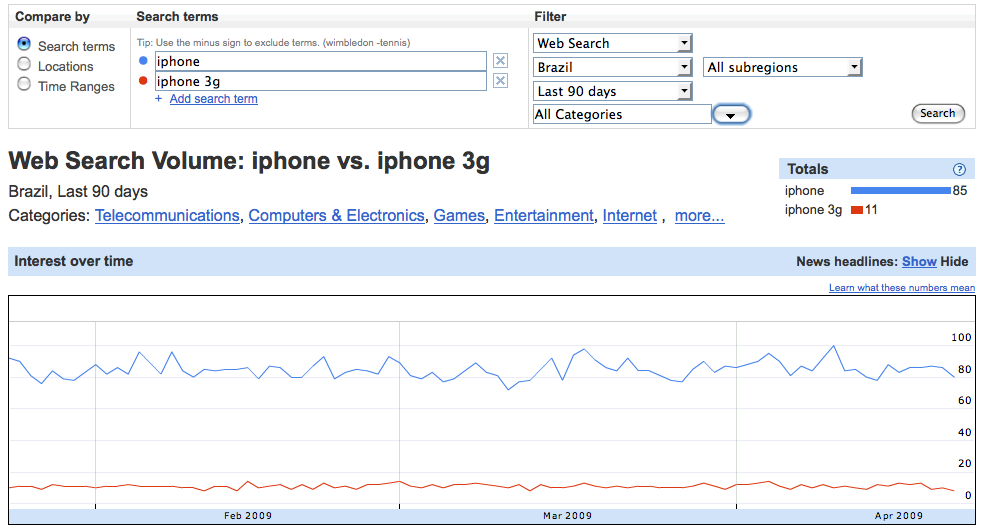 Compare by Search terms Filter
Search terms
Locations
Time Ranges
Tip: Use the minus sign to exclude terms. (wimbledon -tennis)
iphone
iphone 3g
+ Add search term
Web Search
Brazil All subregions
Last 90 days
All Categories
Search
Web Search Volume: iphone vs. iphone 3g
Brazil, Last 90 days
Categories: Telecommunications, Computers & Electronics, Games, Entertainment, Internet , more...
Totals ?
iphone 85
iphone 3g 11
Interest over time News headlines: Show Hide
Learn what these numbers mean
100
80
60
40
20
0
Feb 2009 Mar 2009 Apr 2009